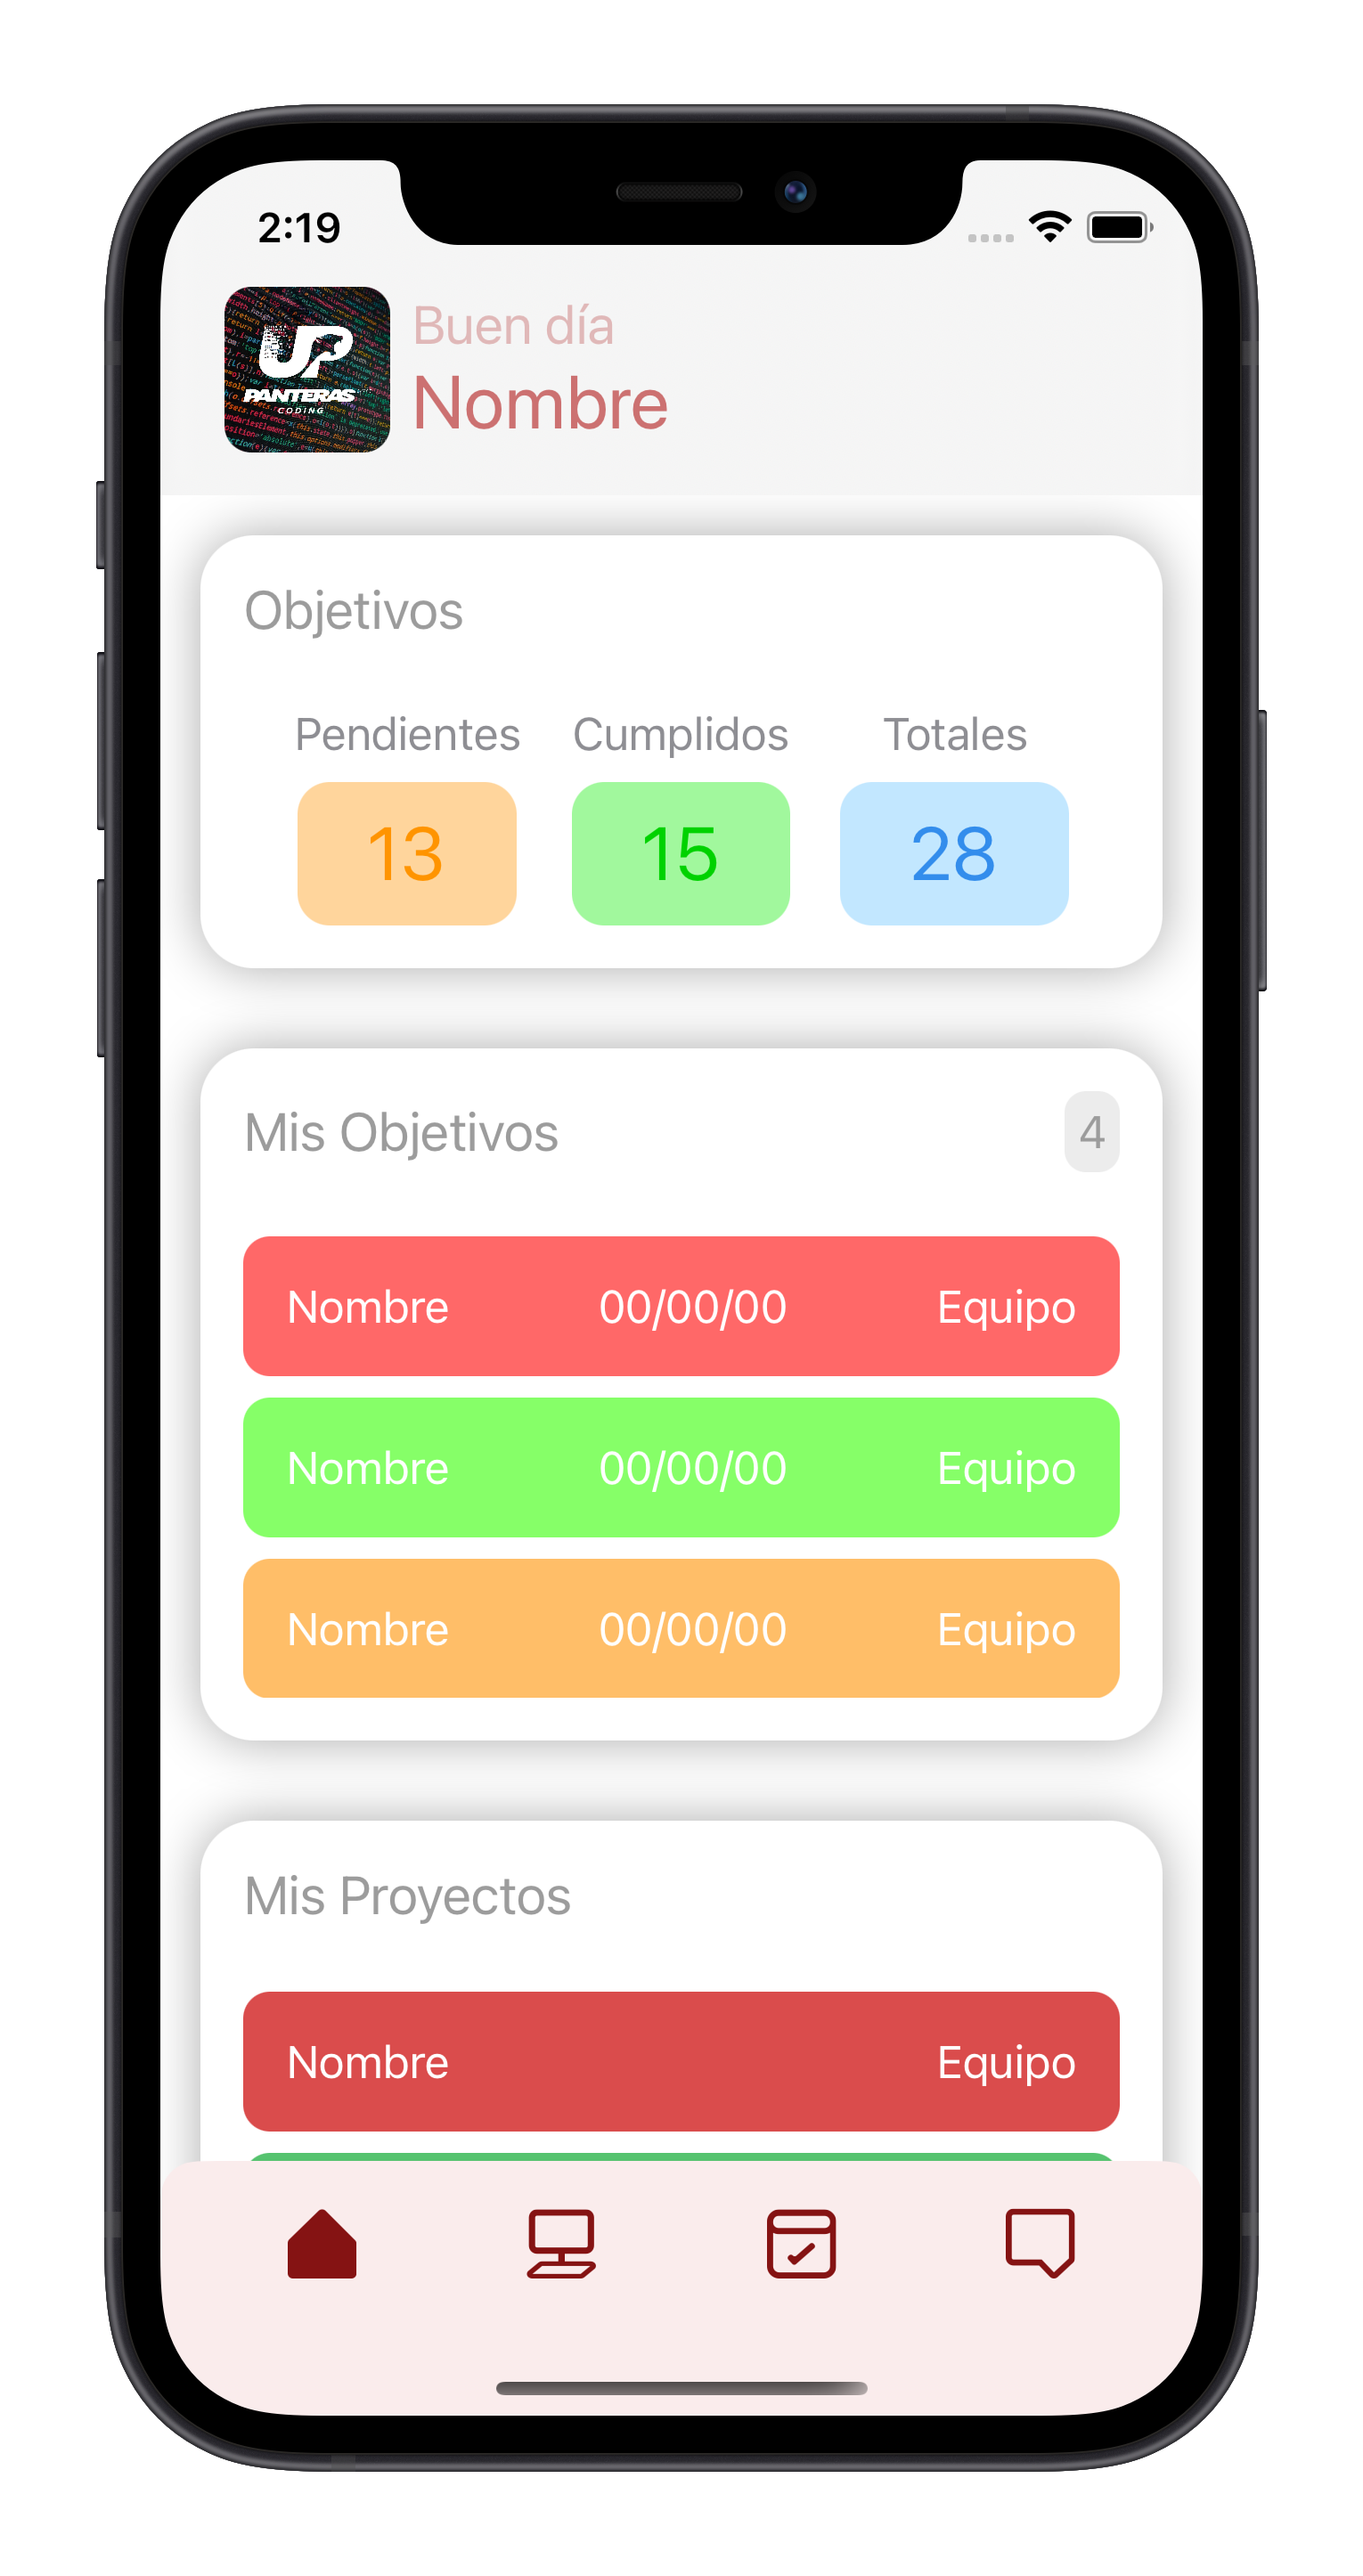 2:19
UP
PANTERAS
CODING
Buen día
Nombre
Objetivos
Pendientes Cumplidos Totales
13 15 28
Mis Objetivos 4
Nombre 00/00/00 Equipo
Nombre 00/00/00 Equipo
Nombre 00/00/00 Equipo
Mis Proyectos
Nombre Equipo